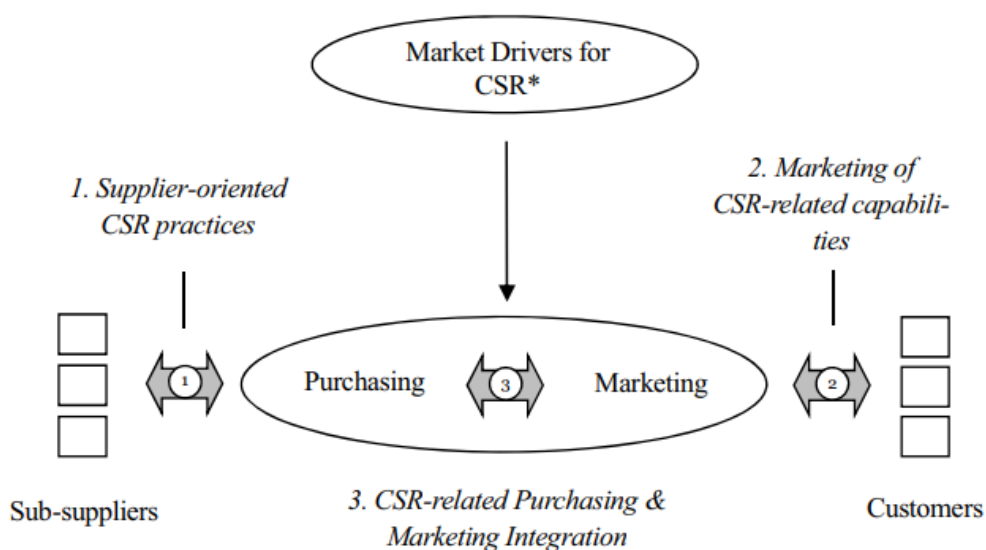 Market Drivers for
CSR*
1. Supplier-oriented
CSR practices
2. Marketing of
CSR-related capabili-
ties
1
Purchasing
3
Marketing
2
Sub-suppliers
3. CSR-related Purchasing &
Marketing Integration
Customers